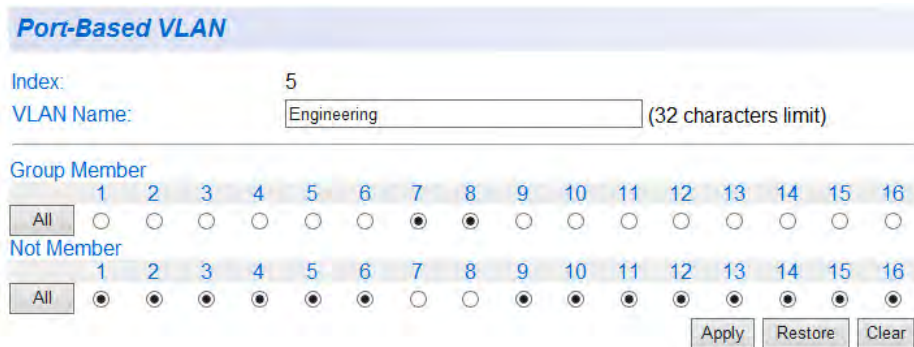 Port-Based VLAN
Index: 5
VLAN Name: Engineering (32 characters limit)
Group Member
1 2 3 4 5 6 7 8 9 10 11 12 13 14 15 16
All
Not Member
1 2 3 4 5 6 7 8 9 10 11 12 13 14 15 16
All
Apply Restore Clear